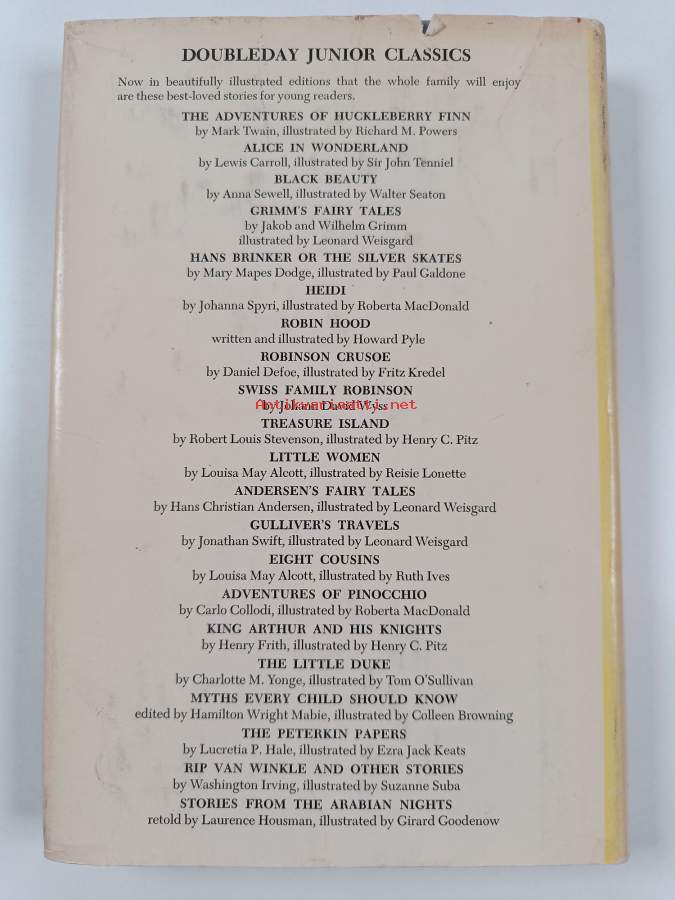 DOUBLEDAY JUNIOR CLASSICS
Now in beautifully illustrated editions that the whole family will enjoy
are these best-loved stories for young readers.
THE ADVENTURES OF HUCKLEBERRY FINN
by Mark Twain, illustrated by Richard M. Powers
ALICE IN WONDERLAND
by Lewis Carroll, illustrated by Sir John Tenniel
BLACK BEAUTY
by Anna Sewell, illustrated by Walter Seaton
GRIMM'S FAIRY TALES
by Jakob and Wilhelm Grimm
illustrated by Leonard Weisgard
HANS BRINKER OR THE SILVER SKATES
by Mary Mapes Dodge, illustrated by Paul Galdone
HEIDI
by Johanna Spyri, illustrated by Roberta MacDonald
ROBIN HOOD
written and illustrated by Howard Pyle
ROBINSON CRUSOE
by Daniel Defoe, illustrated by Fritz Kredel
SWISS FAMILY ROBINSON
by Johann David Wyss
Antikvariaatti.net
TREASURE ISLAND
by Robert Louis Stevenson, illustrated by Henry C. Pitz
LITTLE WOMEN
by Louisa May Alcott, illustrated by Reisie Lonette
ANDERSEN'S FAIRY TALES
by Hans Christian Andersen, illustrated by Leonard Weisgard
GULLIVER'S TRAVELS
by Jonathan Swift, illustrated by Leonard Weisgard
EIGHT COUSINS
by Louisa May Alcott, illustrated by Ruth Ives
ADVENTURES OF PINOCCHIO
by Carlo Collodi, illustrated by Roberta MacDonald
KING ARTHUR AND HIS KNIGHTS
by Henry Frith, illustrated by Henry C. Pitz
THE LITTLE DUKE
by Charlotte M. Yonge, illustrated by Tom O'Sullivan
MYTHS EVERY CHILD SHOULD KNOW
edited by Hamilton Wright Mabie, illustrated by Colleen Browning
THE PETERKIN PAPERS
by Lucretia P. Hale, illustrated by Ezra Jack Keats
RIP VAN WINKLE AND OTHER STORIES
by Washington Irving, illustrated by Suzanne Suba
STORIES FROM THE ARABIAN NIGHTS
retold by Laurence Housman, illustrated by Girard Goodenow